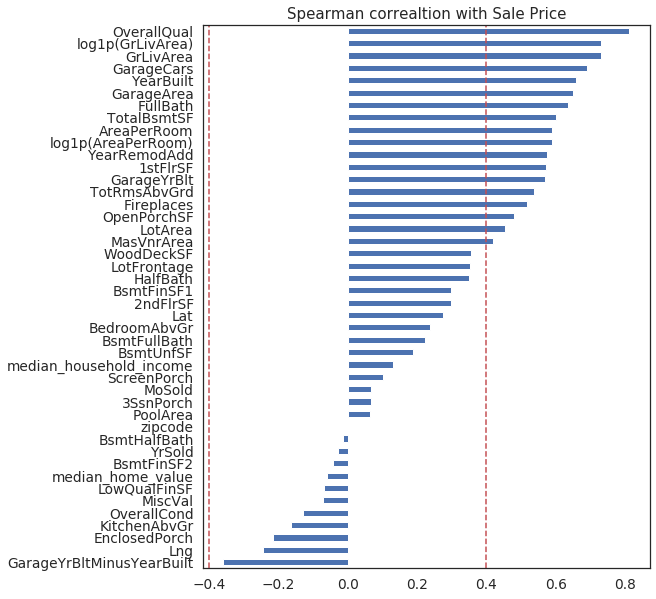 Spearman correaltion with Sale Price
OverallQual
log1p(GrLivArea)
GrLivArea
GarageCars
YearBuilt
GarageArea
FullBath
TotalBsmtSF
AreaPerRoom
log1p(AreaPerRoom)
YearRemodAdd
1stFlrSF
GarageYrBlt
TotRmsAbvGrd
Fireplaces
OpenPorchSF
LotArea
MasVnrArea
WoodDeckSF
LotFrontage
HalfBath
BsmtFinSF1
2ndFlrSF
Lat
BedroomAbvGr
BsmtFullBath
BsmtUnfSF
median_household_income
ScreenPorch
MoSold
3SsnPorch
PoolArea
zipcode
BsmtHalfBath
YrSold
BsmtFinSF2
median_home_value
LowQualFinSF
MiscVal
OverallCond
KitchenAbvGr
EnclosedPorch
Lng
GarageYrBltMinusYearBuilt
−0.4 −0.2 0.0 0.2 0.4 0.6 0.8